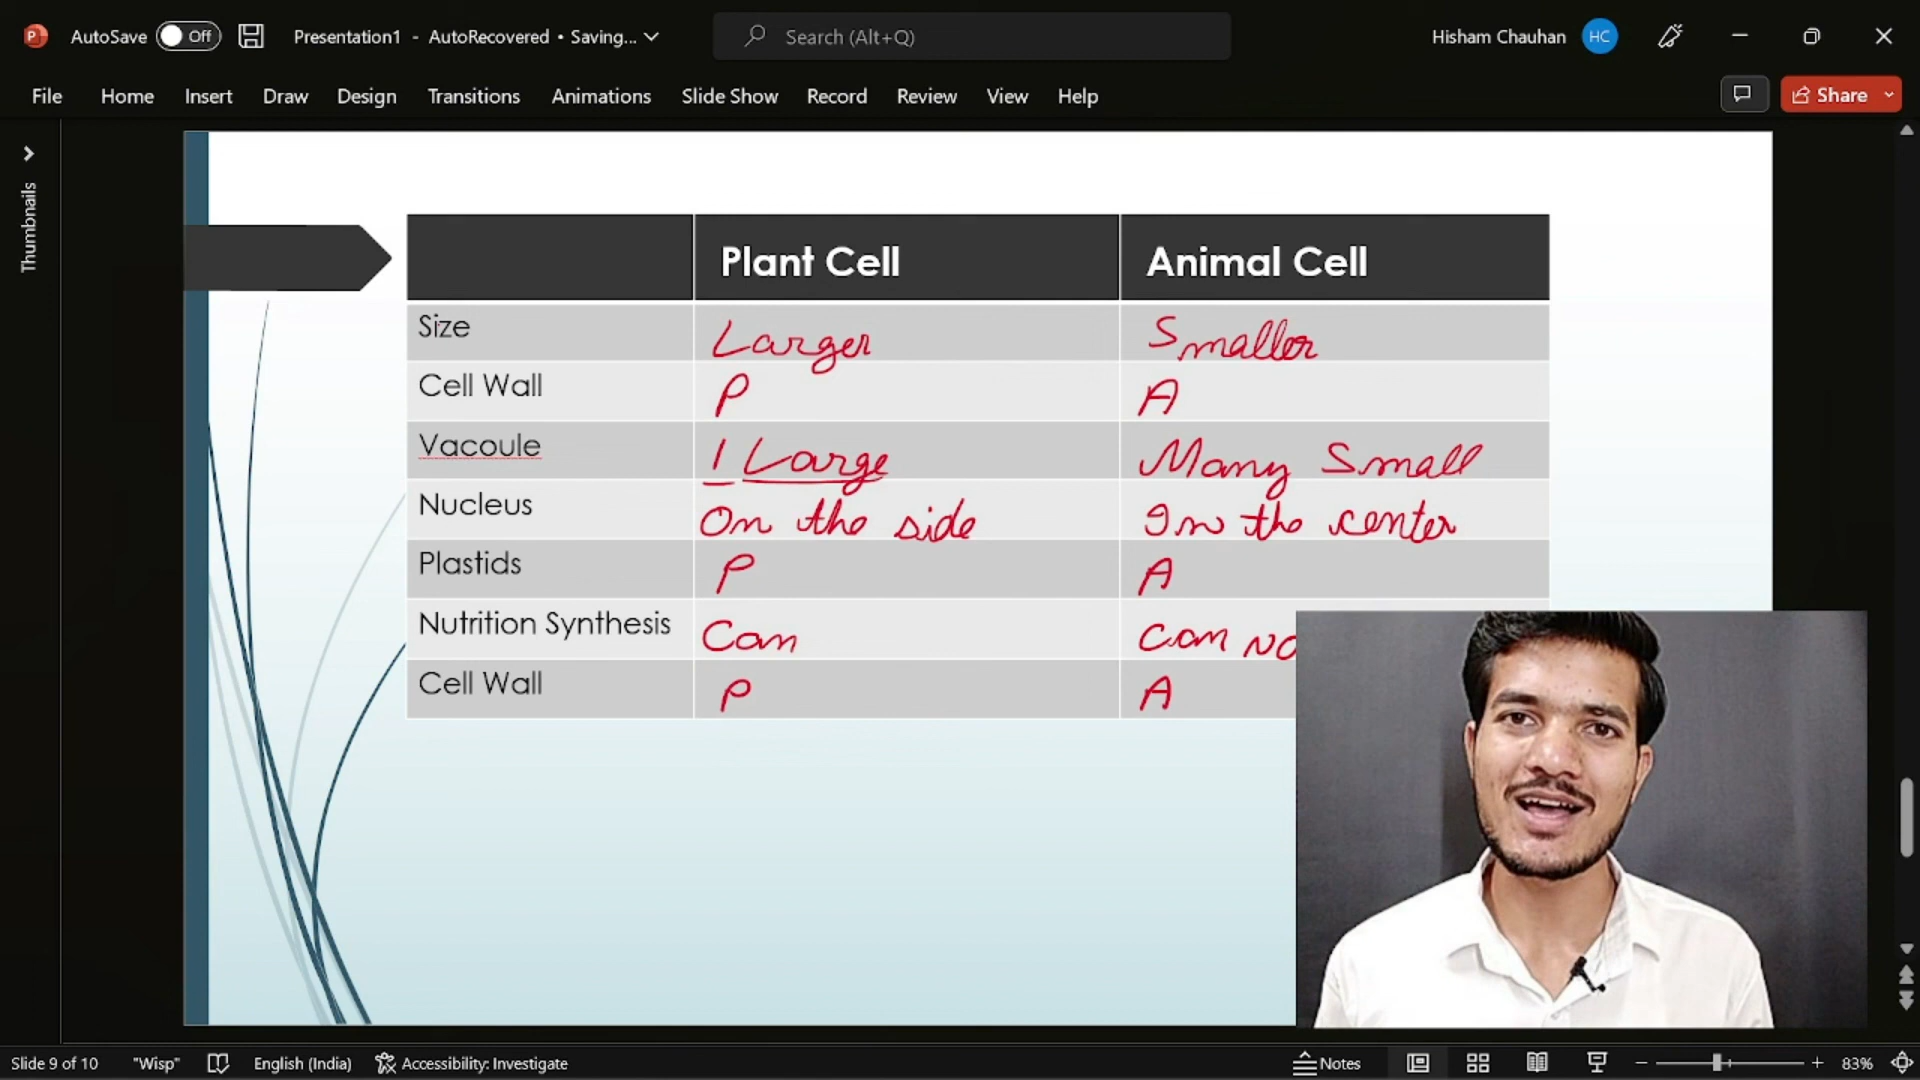 AutoSave Off Presentation1 - AutoRecovered • Saving... Search (Alt+Q) Hisham Chauhan HC
File Home Insert Draw Design Transitions Animations Slide Show Record Review View Help Share
Thumbnails
Plant Cell Animal Cell
Size Larger Smaller
Cell Wall P A
Vacoule 1 Large Many Small
Nucleus On the side In the center
Plastids P A
Nutrition Synthesis Can Can No
Cell Wall P A
Slide 9 of 10 "Wisp" English (India) Accessibility: Investigate Notes 83%